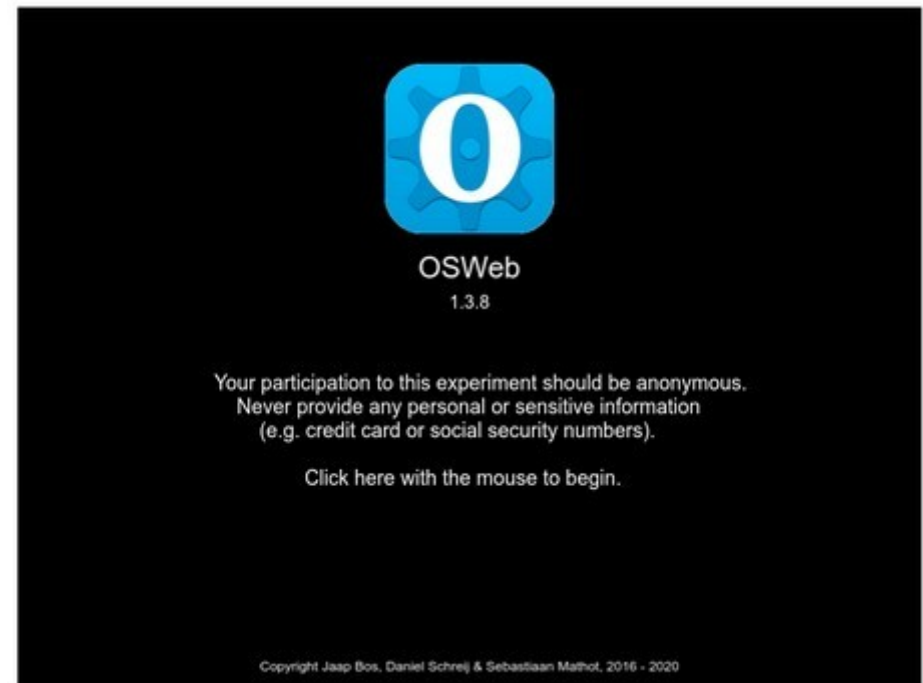 O
OSWeb
1.3.8
Your participation to this experiment should be anonymous.
Never provide any personal or sensitive information
(e.g. credit card or social security numbers).
Click here with the mouse to begin.
Copyright Jaap Bos, Daniel Schreij & Sebastiaan Mathot, 2016 - 2020